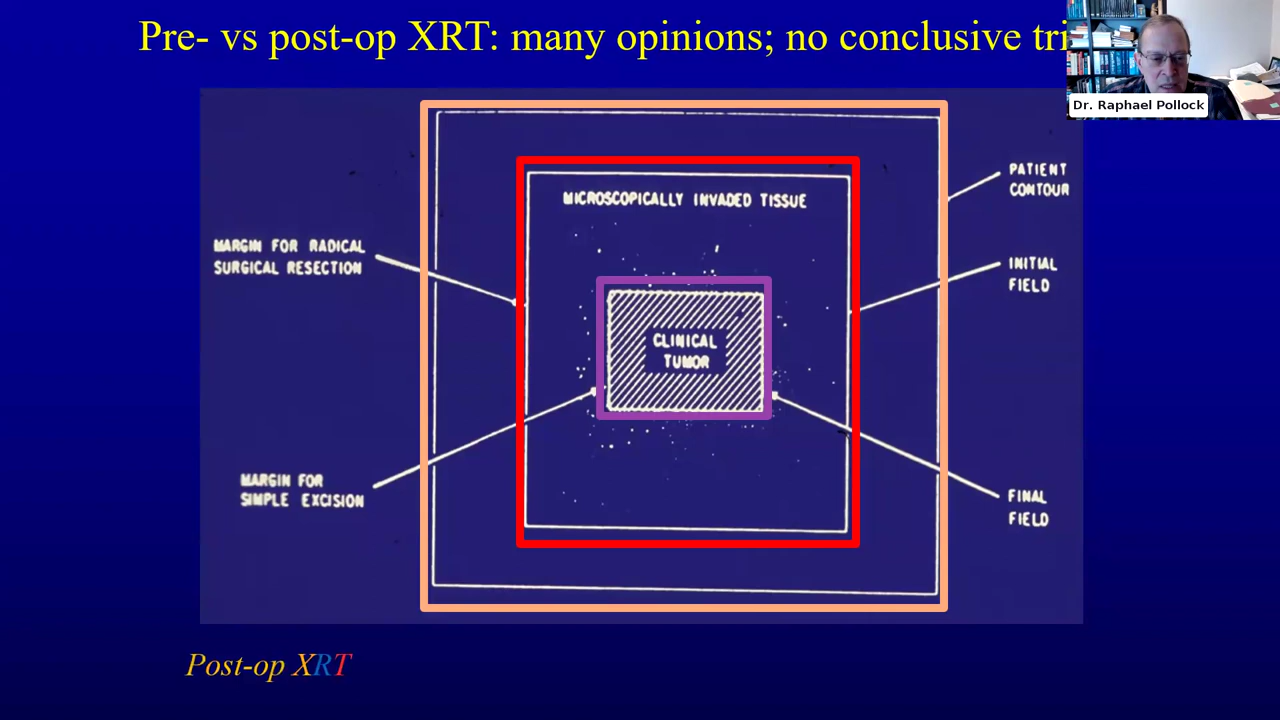 Pre- vs post-op XRT: many opinions; no conclusive
Dr. Raphael Pollock
PATIENT
CONTOUR
MICROSCOPICALLY INVADED TISSUE
MARGIN FOR RADICAL
SURGICAL RESECTION
INITIAL
FIELD
CLINICAL
TUMOR
MARGIN FOR
SIMPLE EXCISION
FINAL
FIELD
Post-op XRT